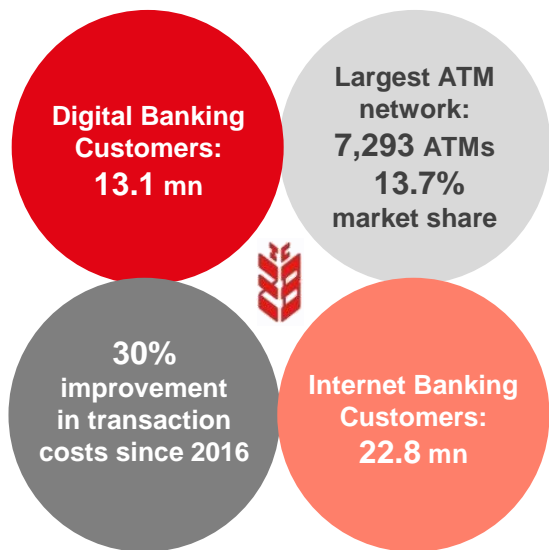 Digital Banking
Customers:
13.1 mn
Largest ATM
network:
7,293 ATMs
13.7%
market share
TC
30%
improvement
in transaction
costs since 2016
Internet Banking
Customers:
22.8 mn